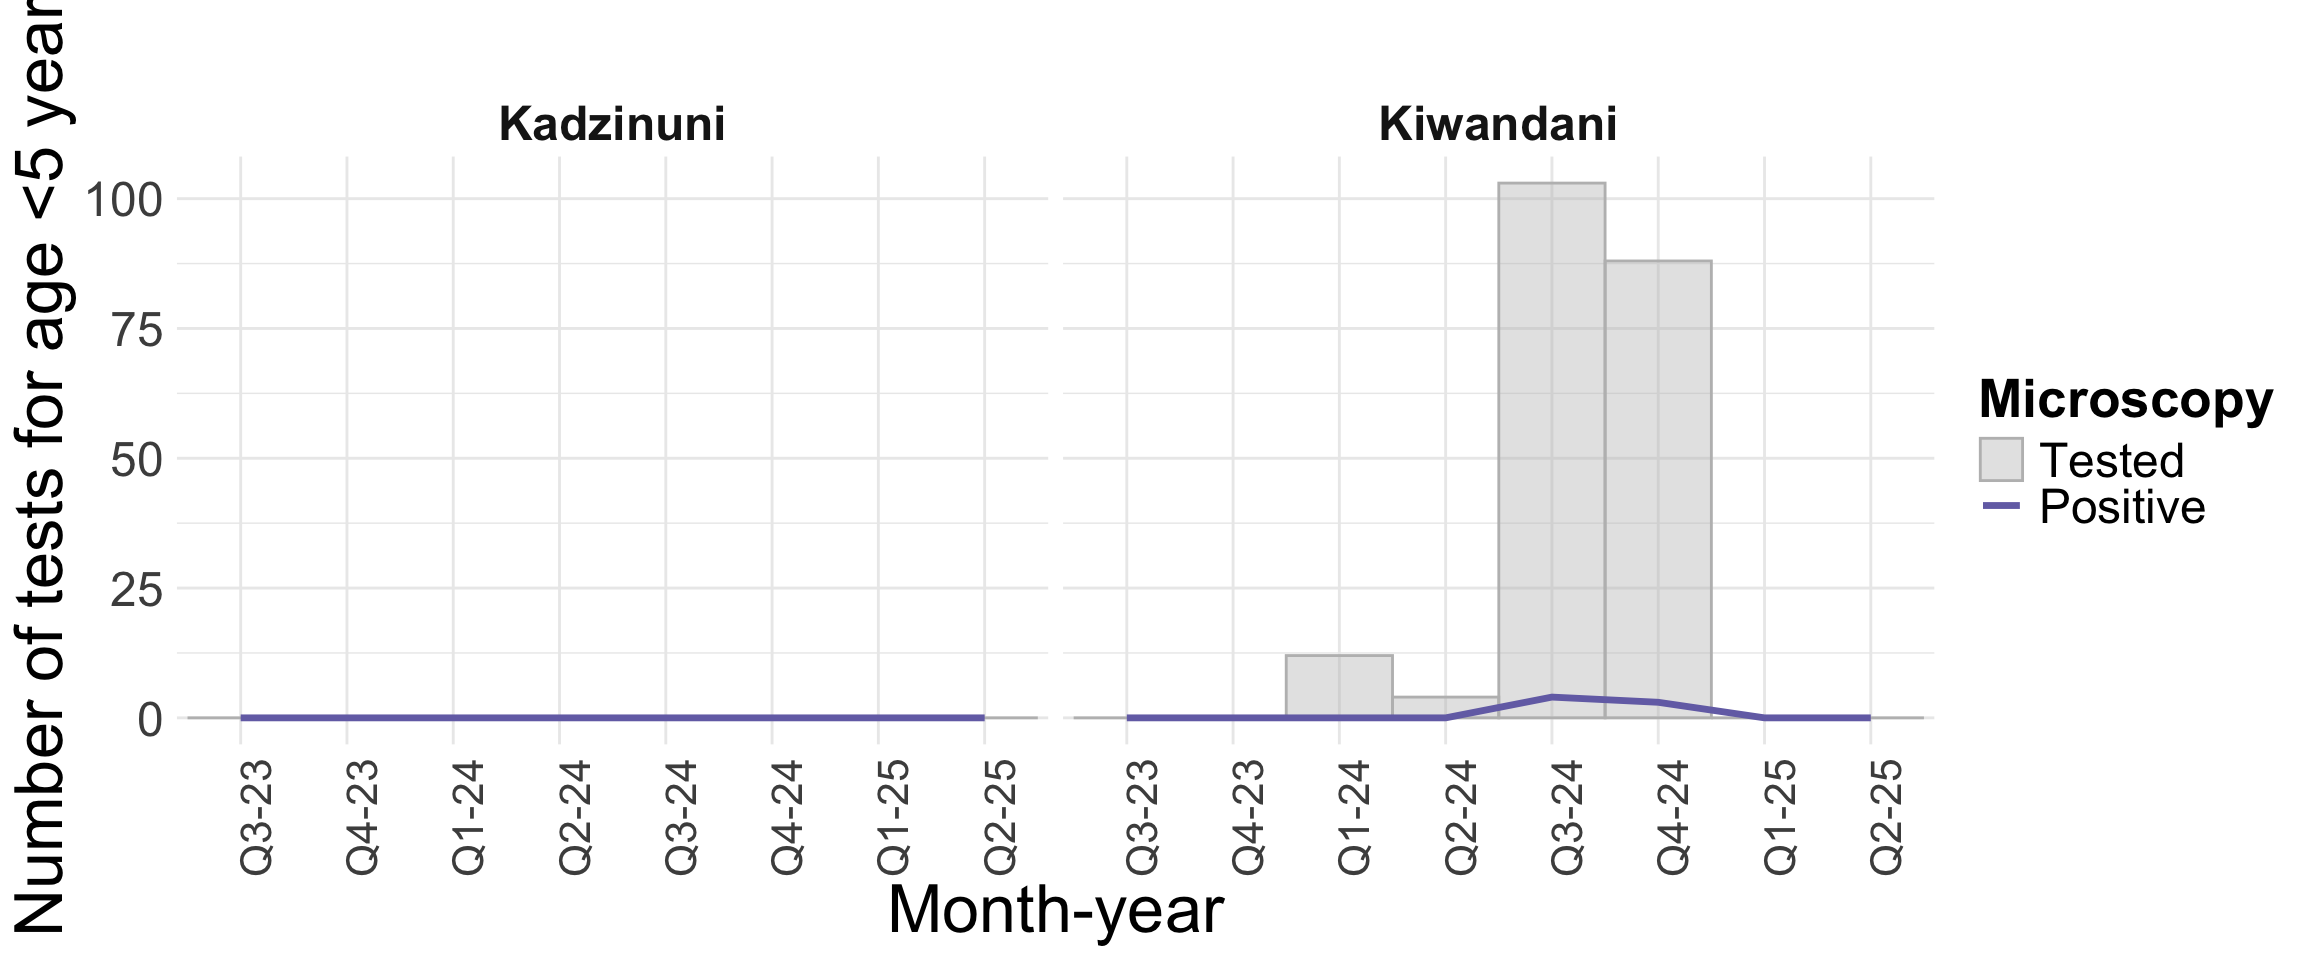 Number of tests for age <5 year
Kadzinuni
Kiwandani
100
75
50
25
0
Q3-23
Q4-23
Q1-24
Q2-24
Q3-24
Q4-24
Q1-25
Q2-25
Q3-23
Q4-23
Q1-24
Q2-24
Q3-24
Q4-24
Q1-25
Q2-25
Month-year
Microscopy
Tested
Positive